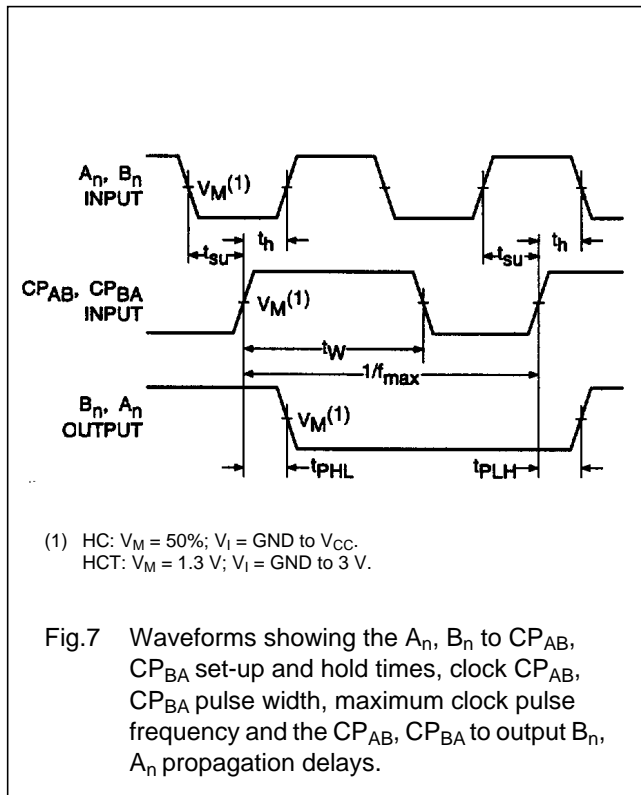 An, Bn
INPUT
VM(1)
tsu
th
tsu
th
CPAB, CPBA
INPUT
VM(1)
tW
1/fmax
Bn, An
OUTPUT
VM(1)
tPHL
tPLH
(1) HC: VM = 50%; VI = GND to VCC.
HCT: VM = 1.3 V; VI = GND to 3 V.
Fig.7 Waveforms showing the An, Bn to CPAB,
CPBA set-up and hold times, clock CPAB,
CPBA pulse width, maximum clock pulse
frequency and the CPAB, CPBA to output Bn,
An propagation delays.